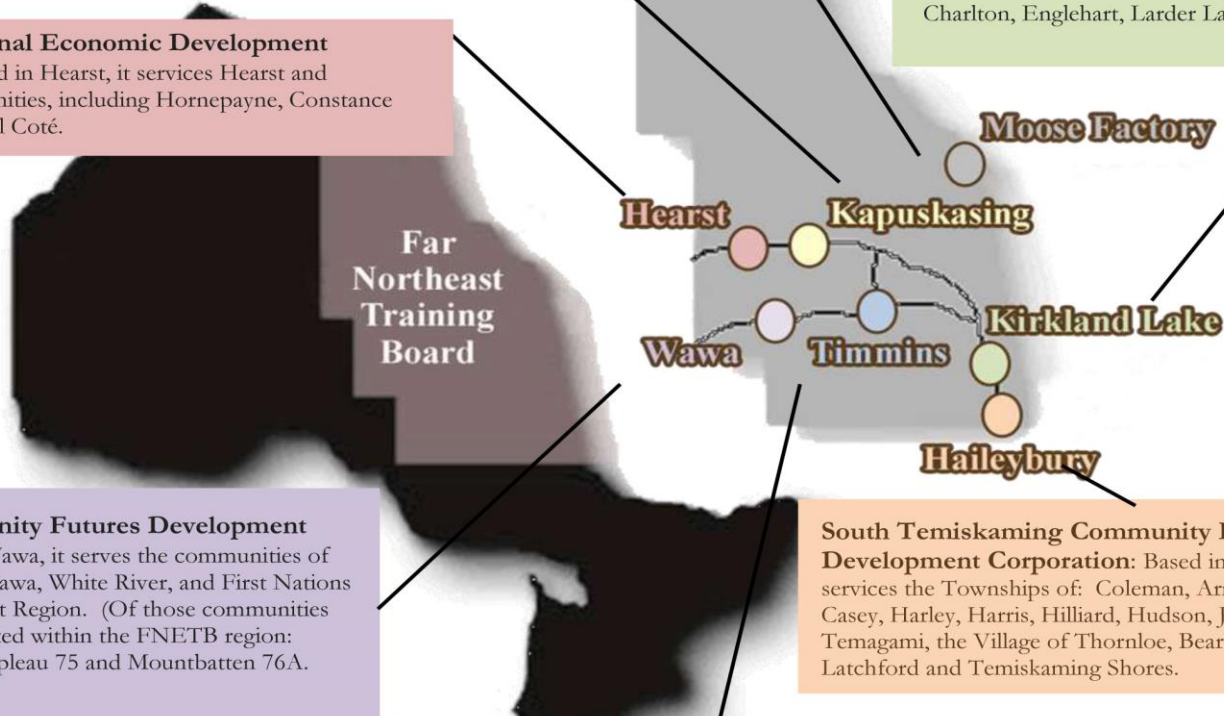 nal Economic Development
d in Hearst, it services Hearst and
nities, including Hornepayne, Constance
l Coté.
Charlton, Englehart, Larder La
Moose Factory
Hearst
Kapuskasing
Far
Northeast
Training
Board
Kirkland Lake
Wawa
Timmins
Haileybury
nity Futures Development
Wawa, it serves the communities of
awa, White River, and First Nations
t Region. (Of those communities
ted within the FNETB region:
pleau 75 and Mountbatten 76A.
South Temiskaming Community
Development Corporation: Based in
services the Townships of: Coleman, Ar
Casey, Harley, Harris, Hilliard, Hudson, J
Temagami, the Village of Thornloe, Bear
Latchford and Temiskaming Shores.